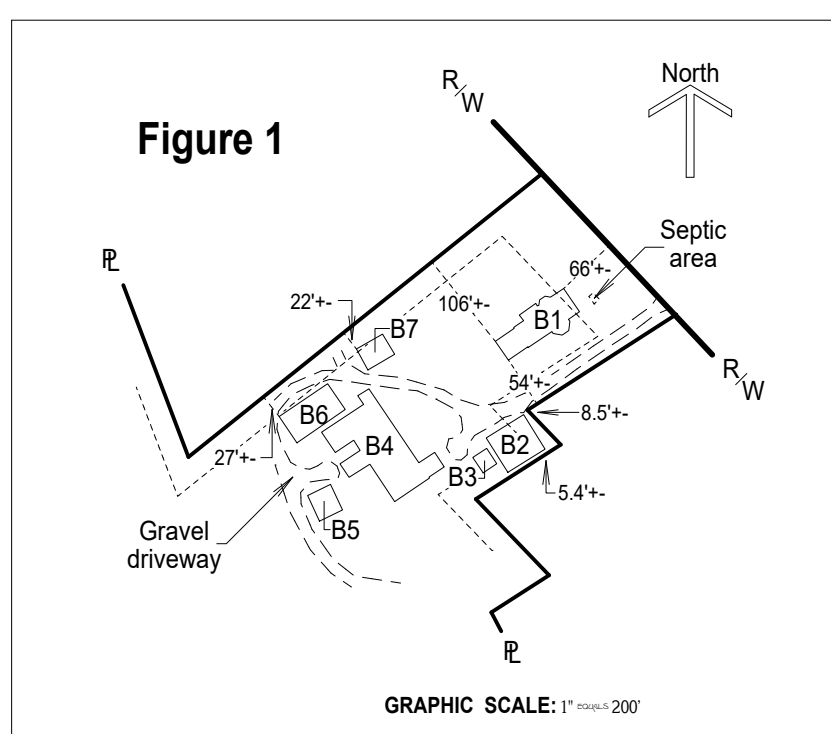 R/W
North
Figure 1
Septic
area
PL
66'+-
22'+-
106'+-
B1
B7
R/W
54'+-
B6
8.5'+-
B4
B2
27'+-
B3
5.4'+-
Gravel
driveway
B5
PL
GRAPHIC SCALE: 1" EQUALS 200'